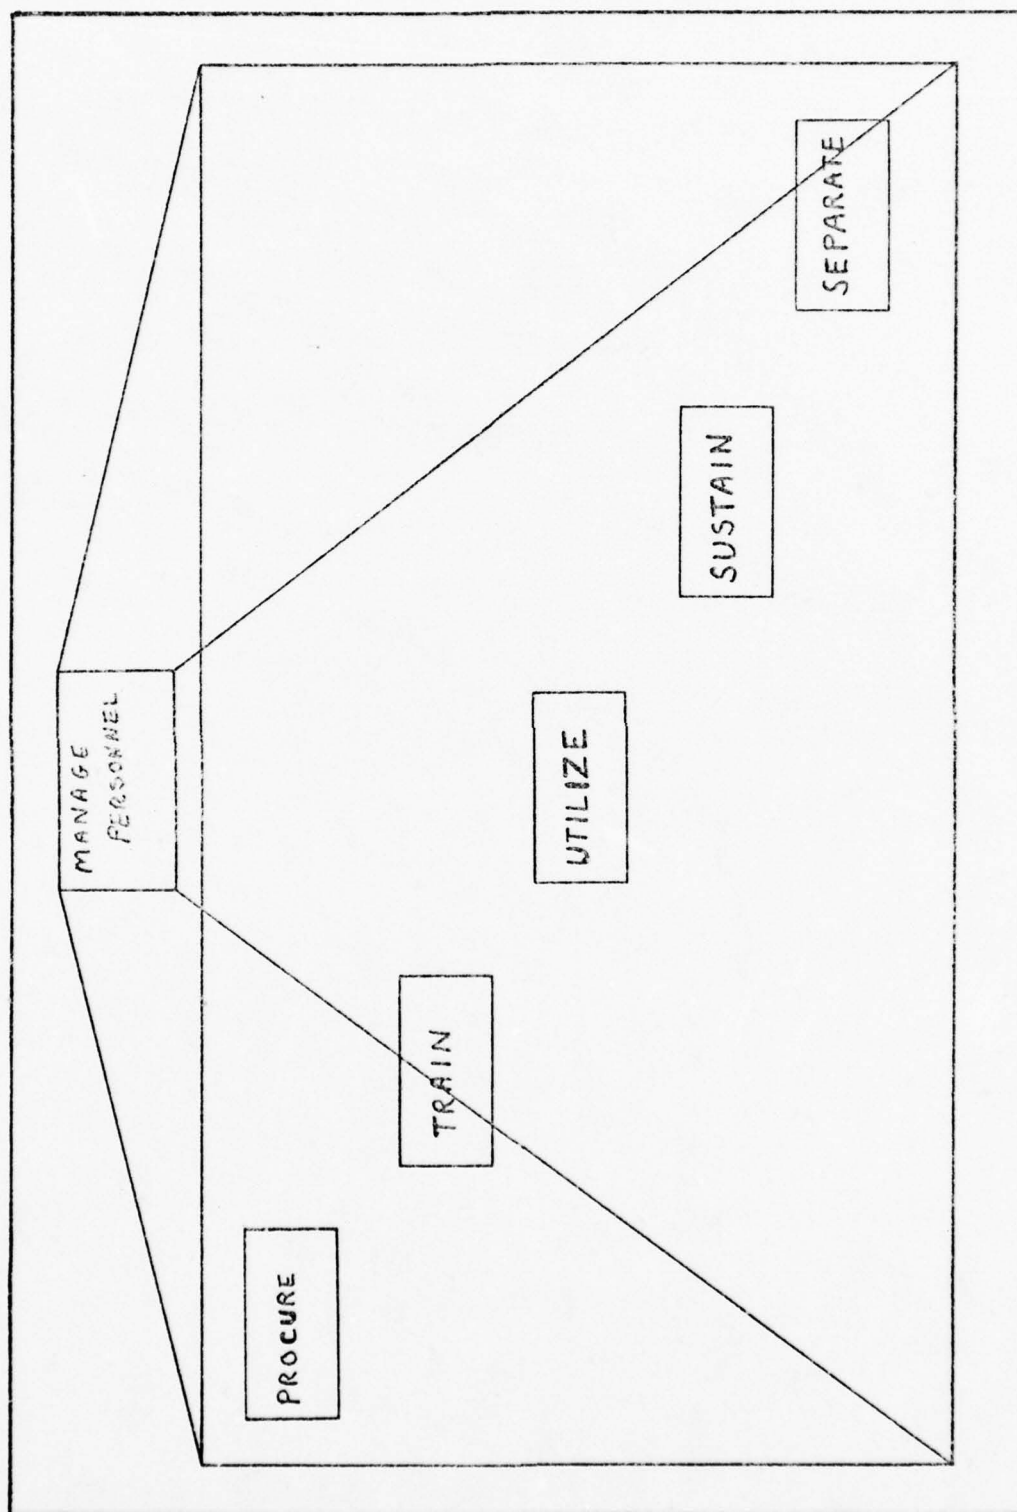 MANAGE
PERSONNEL
PROCURE
TRAIN
UTILIZE
SUSTAIN
SEPARATE